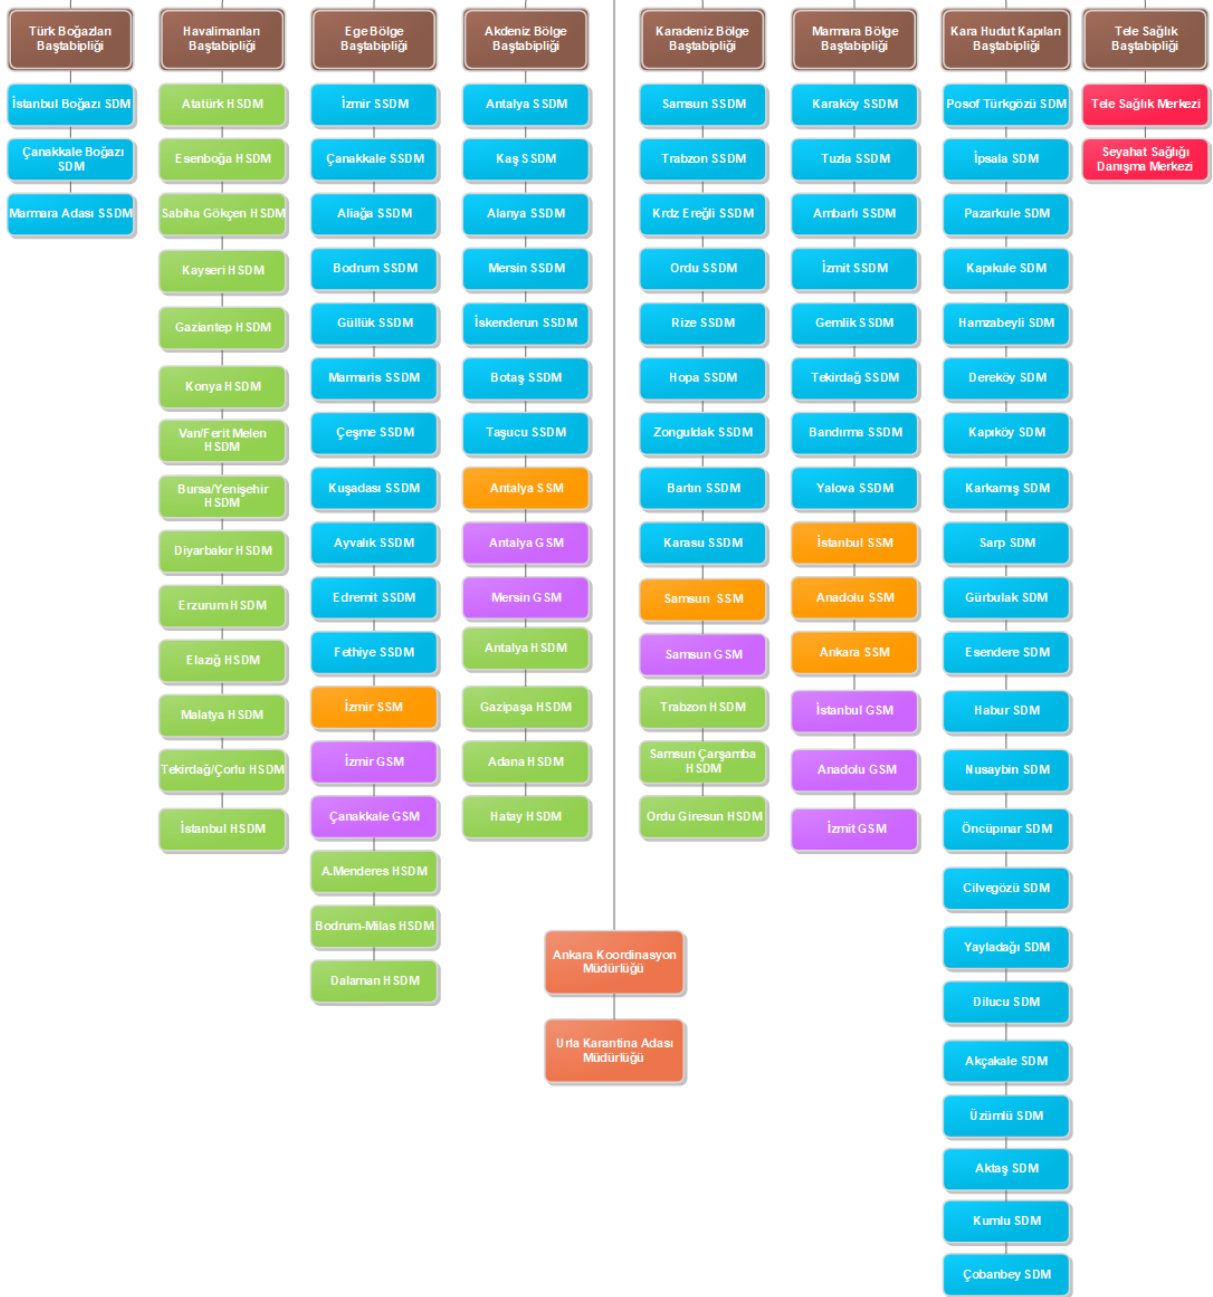 Türk Boğazları
Baştabipliği
İstanbul Boğazı SDM
Çanakkale Boğazı
SDM
Marmara Adası SSDM
Havalimanları
Baştabipliği
Atatürk HSDM
Esenboğa HSDM
Sabiha Gökçen HSDM
Kayseri HSDM
Gaziantep HSDM
Konya HSDM
Van/Ferit Melen
HSDM
Bursa/Yenişehir
HSDM
Diyarbakır HSDM
Erzurum HSDM
Elazığ HSDM
Malatya HSDM
Tekirdağ/Çorlu HSDM
İstanbul HSDM
Ege Bölge
Baştabipliği
İzmir SSDM
Çanakkale SSDM
Aliağa SSDM
Bodrum SSDM
Güllük SSDM
Marmaris SSDM
Çeşme SSDM
Kuşadası SSDM
Ayvalık SSDM
Edremit SSDM
Fethiye SSDM
İzmir SSM
İzmir GSM
Çanakkale GSM
A.Menderes HSDM
Bodrum-Milas HSDM
Dalaman HSDM
Akdeniz Bölge
Baştabipliği
Antalya SSDM
Kaş SSDM
Alanya SSDM
Mersin SSDM
İskenderun SSDM
Botaş SSDM
Taşucu SSDM
Antalya SSM
Antalya GSM
Mersin GSM
Antalya HSDM
Gazipaşa HSDM
Adana HSDM
Hatay HSDM
Ankara Koordinasyon
Müdürlüğü
Urla Karantina Adası
Müdürlüğü
Karadeniz Bölge
Baştabipliği
Samsun SSDM
Trabzon SSDM
Krdz Ereğli SSDM
Ordu SSDM
Rize SSDM
Hopa SSDM
Zonguldak SSDM
Bartın SSDM
Karasu SSDM
Samsun SSM
Samsun GSM
Trabzon HSDM
Samsun Çarşamba
HSDM
Ordu Giresun HSDM
Marmara Bölge
Baştabipliği
Karaköy SSDM
Tuzla SSDM
Ambarlı SSDM
İzmit SSDM
Gemlik SSDM
Tekirdağ SSDM
Bandırma SSDM
Yalova SSDM
İstanbul SSM
Anadolu SSM
Ankara SSM
İstanbul GSM
Anadolu GSM
İzmit GSM
Kara Hudut Kapıları
Baştabipliği
Posof Türkgözü SDM
İpsala SDM
Pazarkule SDM
Kapıkule SDM
Hamzabeyli SDM
Dereköy SDM
Kapıköy SDM
Karkamış SDM
Sarp SDM
Gürbulak SDM
Esendere SDM
Habur SDM
Nusaybin SDM
Öncüpınar SDM
Cilvegözü SDM
Yayladağı SDM
Dilucu SDM
Akçakale SDM
Üzümlü SDM
Aktaş SDM
Kumlu SDM
Çobanbey SDM
Tele Sağlık
Baştabipliği
Tele Sağlık Merkezi
Seyahat Sağlığı
Danışma Merkezi